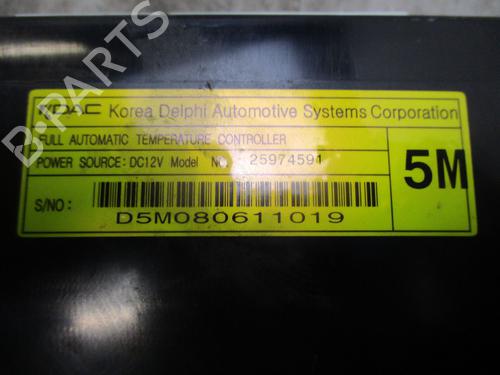 KDAC Korea Delphi Automotive Systems Corporation
FULL AUTOMATIC TEMPERATURE CONTROLLER
POWER SOURCE: DC12V Model NO. 25974591
5M
S/NO:
D5M080611019
B-PARTS